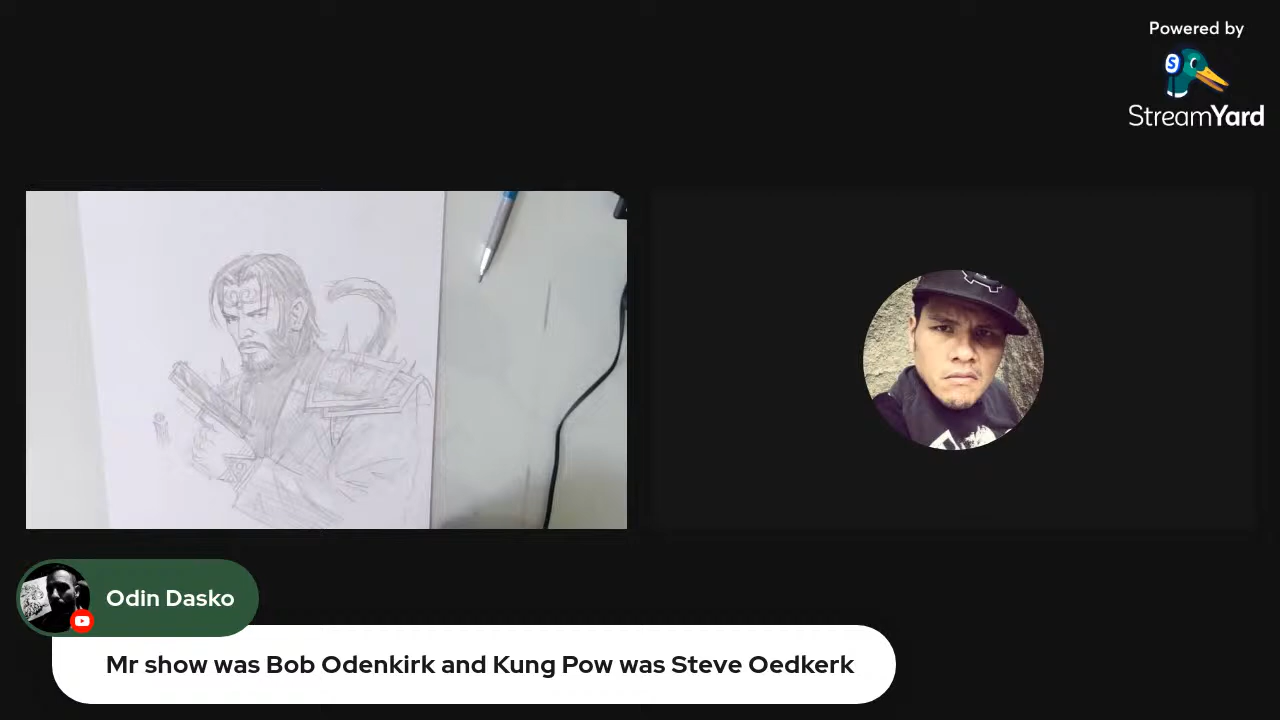 Powered by
S
StreamYard
Odin Dasko
Mr show was Bob Odenkirk and Kung Pow was Steve Oedkerk